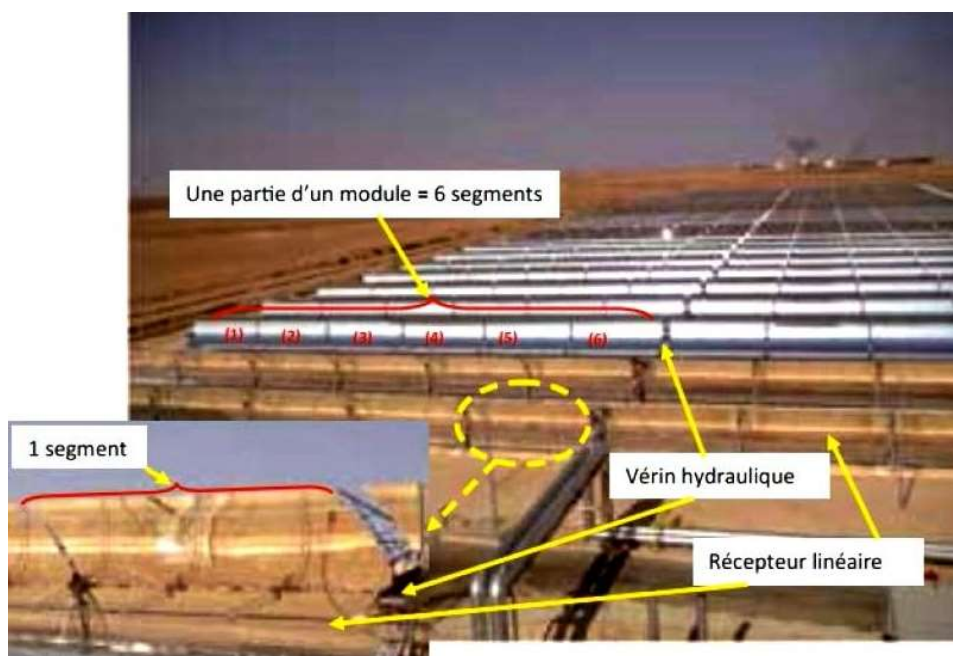 Une partie d'un module = 6 segments
(1) (2) (3) (4) (5) (6)
1 segment
Vérin hydraulique
Récepteur linéaire